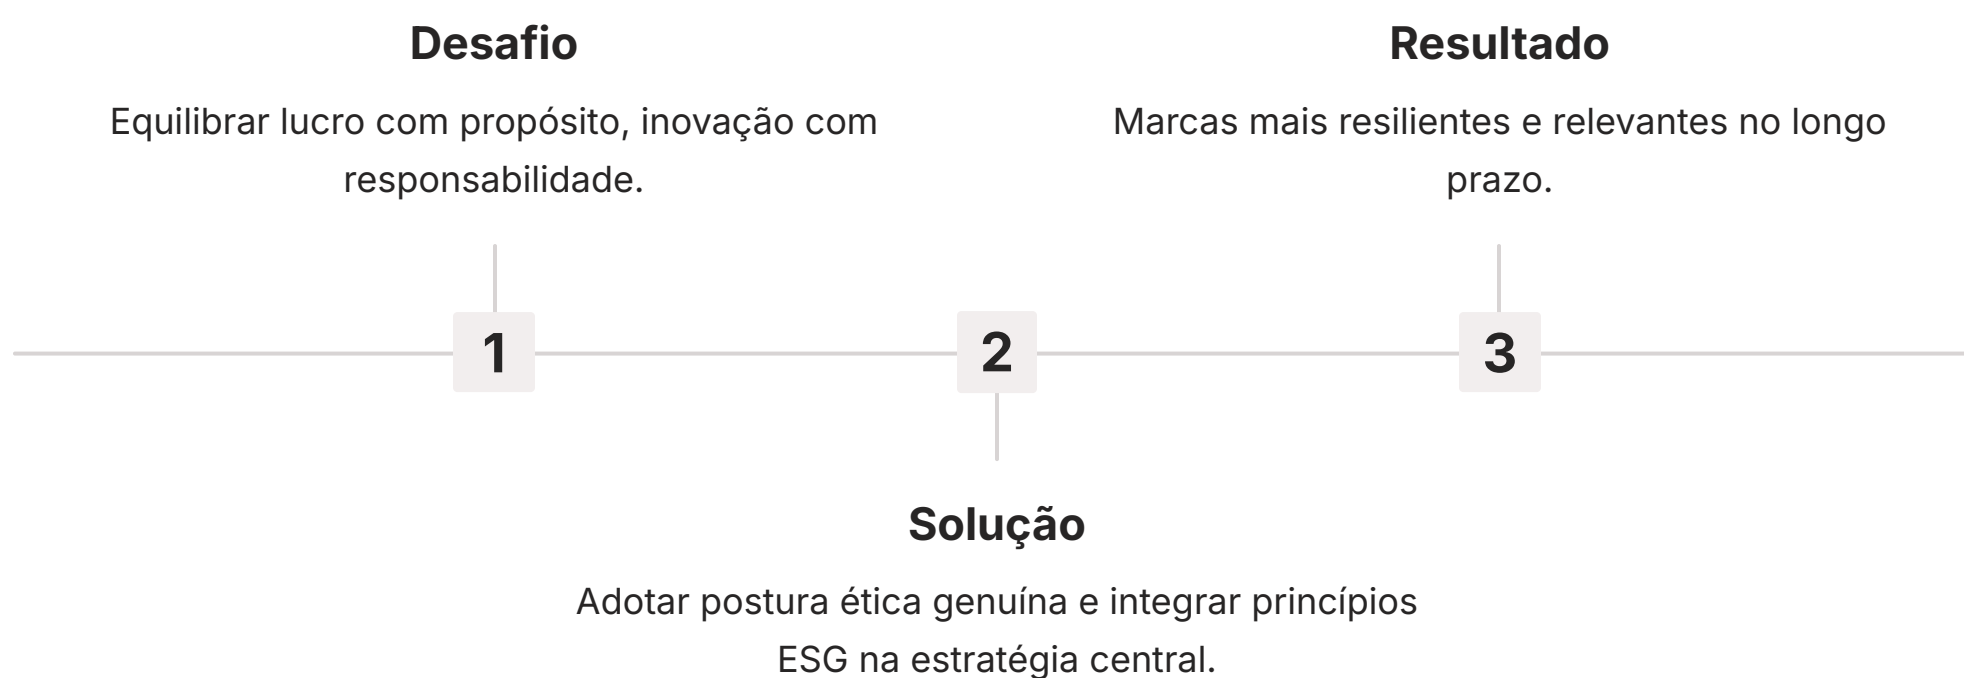 Desafio
Equilibrar lucro com propósito, inovação com
responsabilidade.
Resultado
Marcas mais resilientes e relevantes no longo
prazo.
1
2
3
Solução
Adotar postura ética genuína e integrar princípios
ESG na estratégia central.